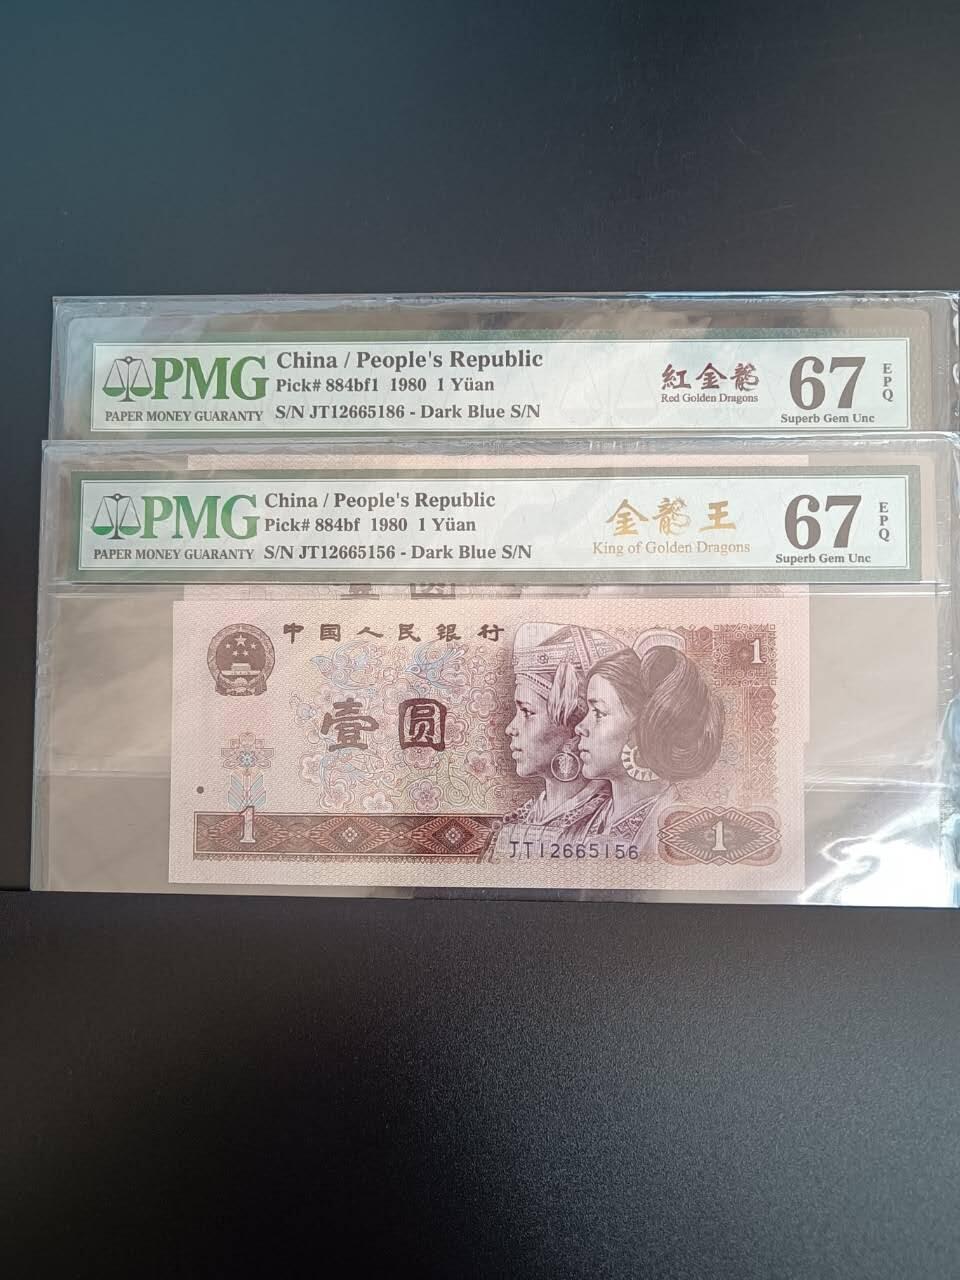 PMG
PAPER MONEY GUARANTY
China / People's Republic
Pick# 884bf1 1980 1 Yüan
S/N JT12665186 - Dark Blue S/N
紅金龍
Red Golden Dragons
67
EPQ
Superb Gem Unc
PMG
PAPER MONEY GUARANTY
China / People's Republic
Pick# 884bf 1980 1 Yüan
S/N JT12665156 - Dark Blue S/N
金龍王
King of Golden Dragons
67
EPQ
Superb Gem Unc
中国人民银行
1
壹圆
1
1
JT12665156